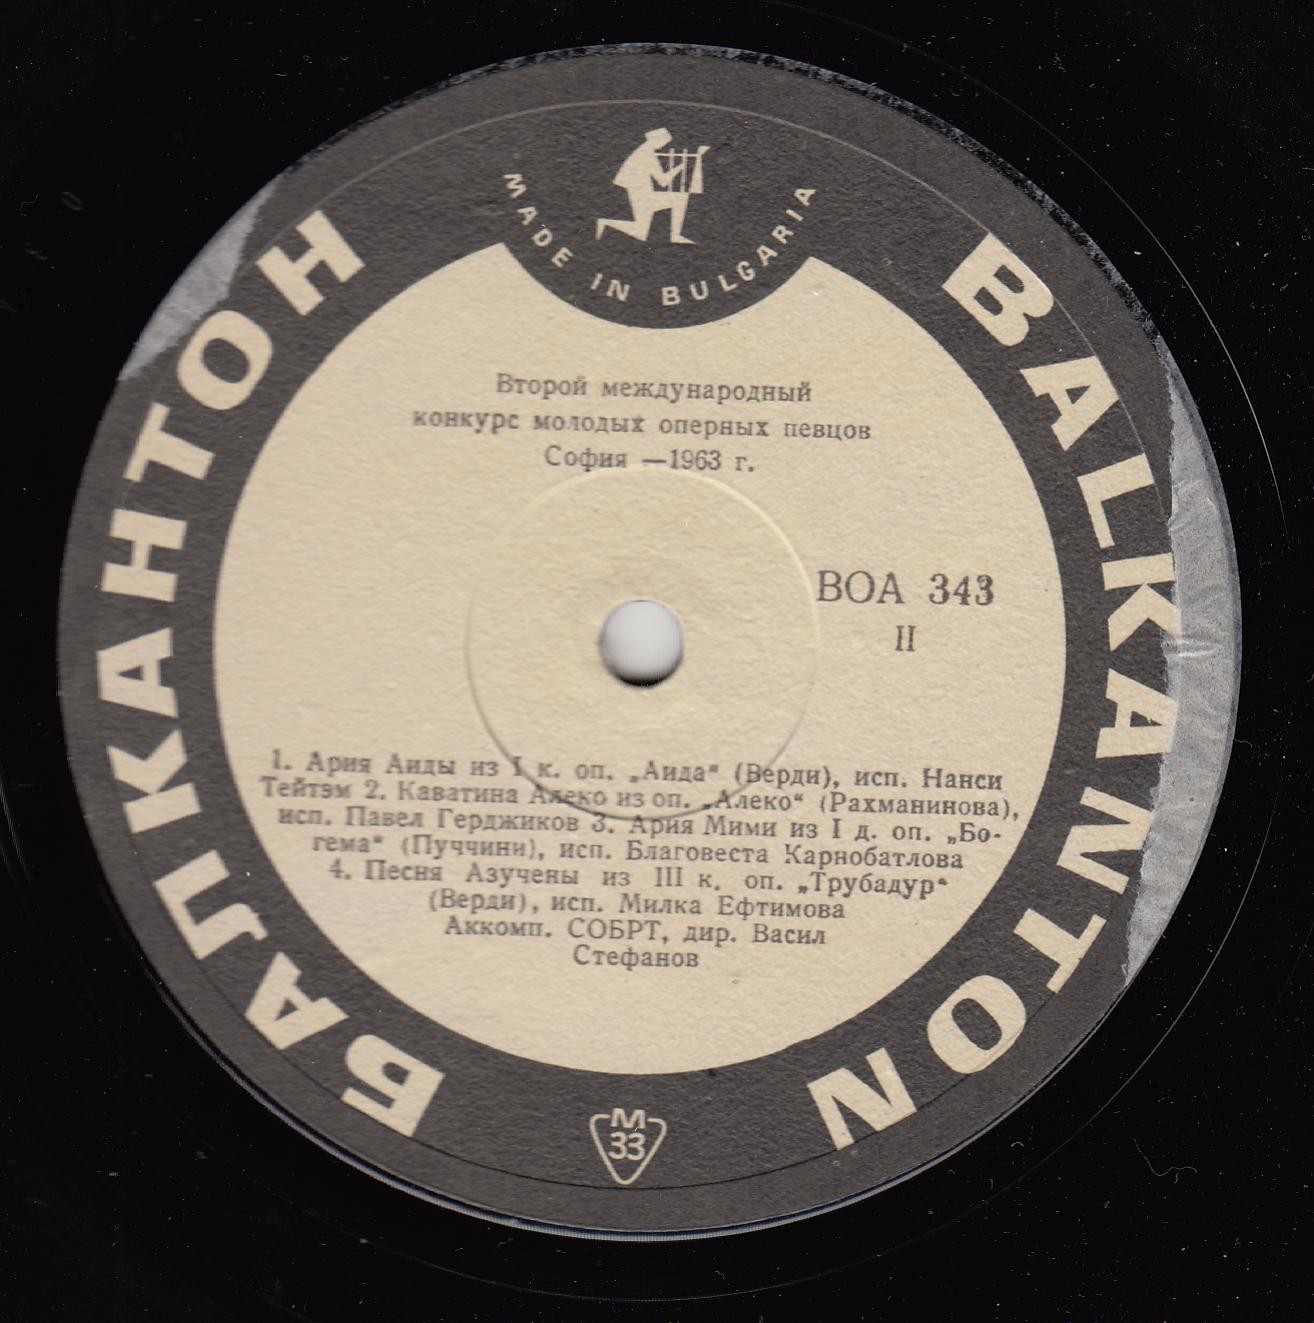 MADE IN BULGARIA
БАЛКАНТОН
BALKANTON
Второй международный
конкурс молодых оперных певцов
София —1963 г.
ВОА 343
II
1. Ария Аиды из I к. оп. „Аида“ (Верди), исп. Нанси
Тейтэм 2. Каватина Алеко из оп. „Алеко“ (Рахманинова),
исп. Павел Герджиков 3. Ария Мими из I д. оп. „Бо-
гема“ (Пуччини), исп. Благовеста Карнобатлова
4. Песня Азучены из III к. оп. „Трубадур“
(Верди), исп. Милка Ефтимова
Аккомп. СОБРТ, дир. Васил
Стефанов
М
33